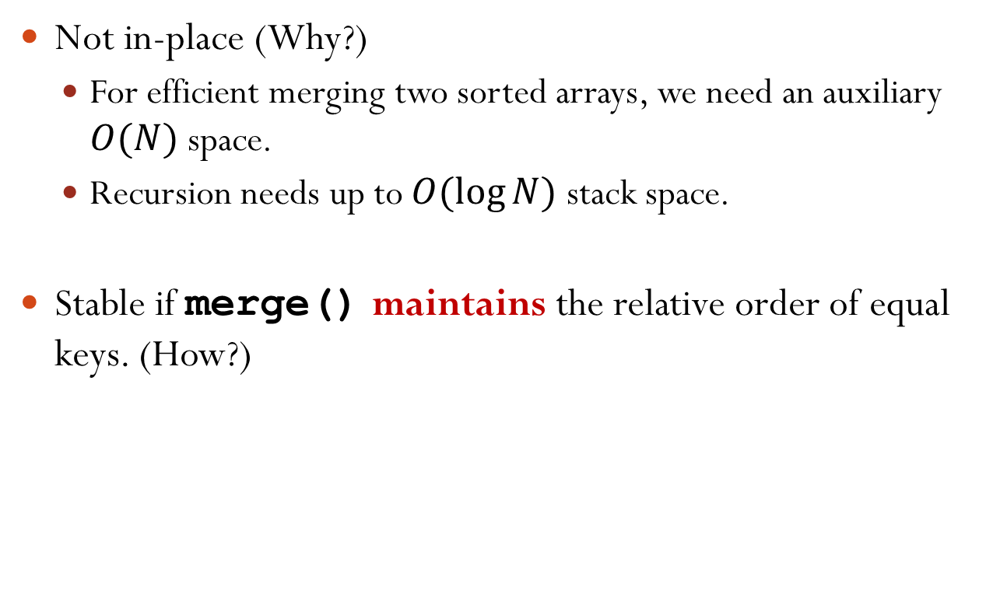 • Not in-place (Why?)
• For efficient merging two sorted arrays, we need an auxiliary
O(N) space.
• Recursion needs up to O(log N) stack space.
• Stable if merge() maintains the relative order of equal
keys. (How?)